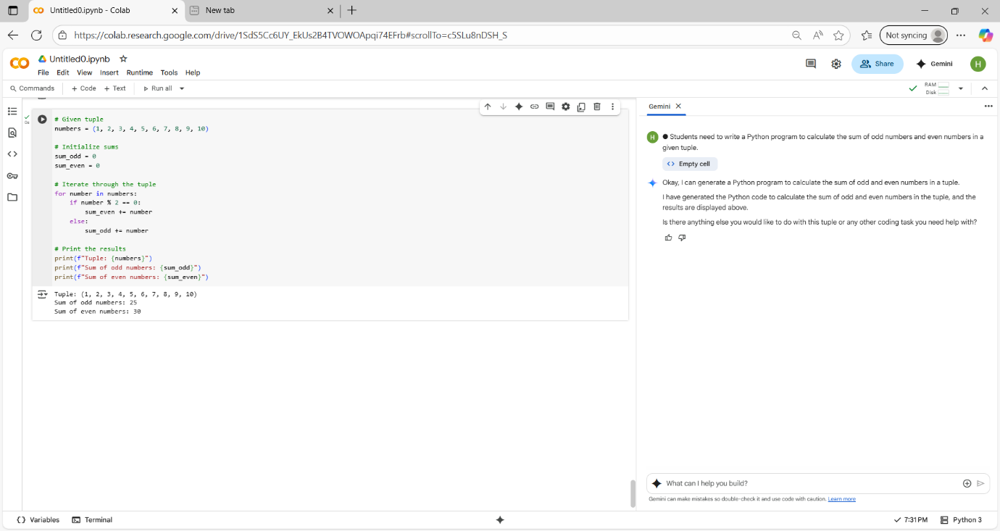 Untitled0.ipynb - Colab
New tab
https://colab.research.google.com/drive/1SdS5Cc6UY_EkUs2B4TVOWOApqi74EFrb#scrollTo=c5SLu8nDSH_S
Not syncing
Untitled0.ipynb
File Edit View Insert Runtime Tools Help
Share
Gemini
H
Commands + Code + Text Run all
RAM
Disk
Gemini
0s
# Given tuple
numbers = (1, 2, 3, 4, 5, 6, 7, 8, 9, 10)
# Initialize sums
sum_odd = 0
sum_even = 0
# Iterate through the tuple
for number in numbers:
    if number % 2 == 0:
        sum_even += number
    else:
        sum_odd += number
# Print the results
print(f"Tuple: {numbers}")
print(f"Sum of odd numbers: {sum_odd}")
print(f"Sum of even numbers: {sum_even}")
Tuple: (1, 2, 3, 4, 5, 6, 7, 8, 9, 10)
Sum of odd numbers: 25
Sum of even numbers: 30
H
● Students need to write a Python program to calculate the sum of odd numbers and even numbers in a
given tuple.
<> Empty cell
Okay, I can generate a Python program to calculate the sum of odd and even numbers in a tuple.
I have generated the Python code to calculate the sum of odd and even numbers in the tuple, and the
results are displayed above.
Is there anything else you would like to do with this tuple or any other coding task you need help with?
What can I help you build?
Gemini can make mistakes so double-check it and use code with caution. Learn more
Variables Terminal
7:31 PM Python 3